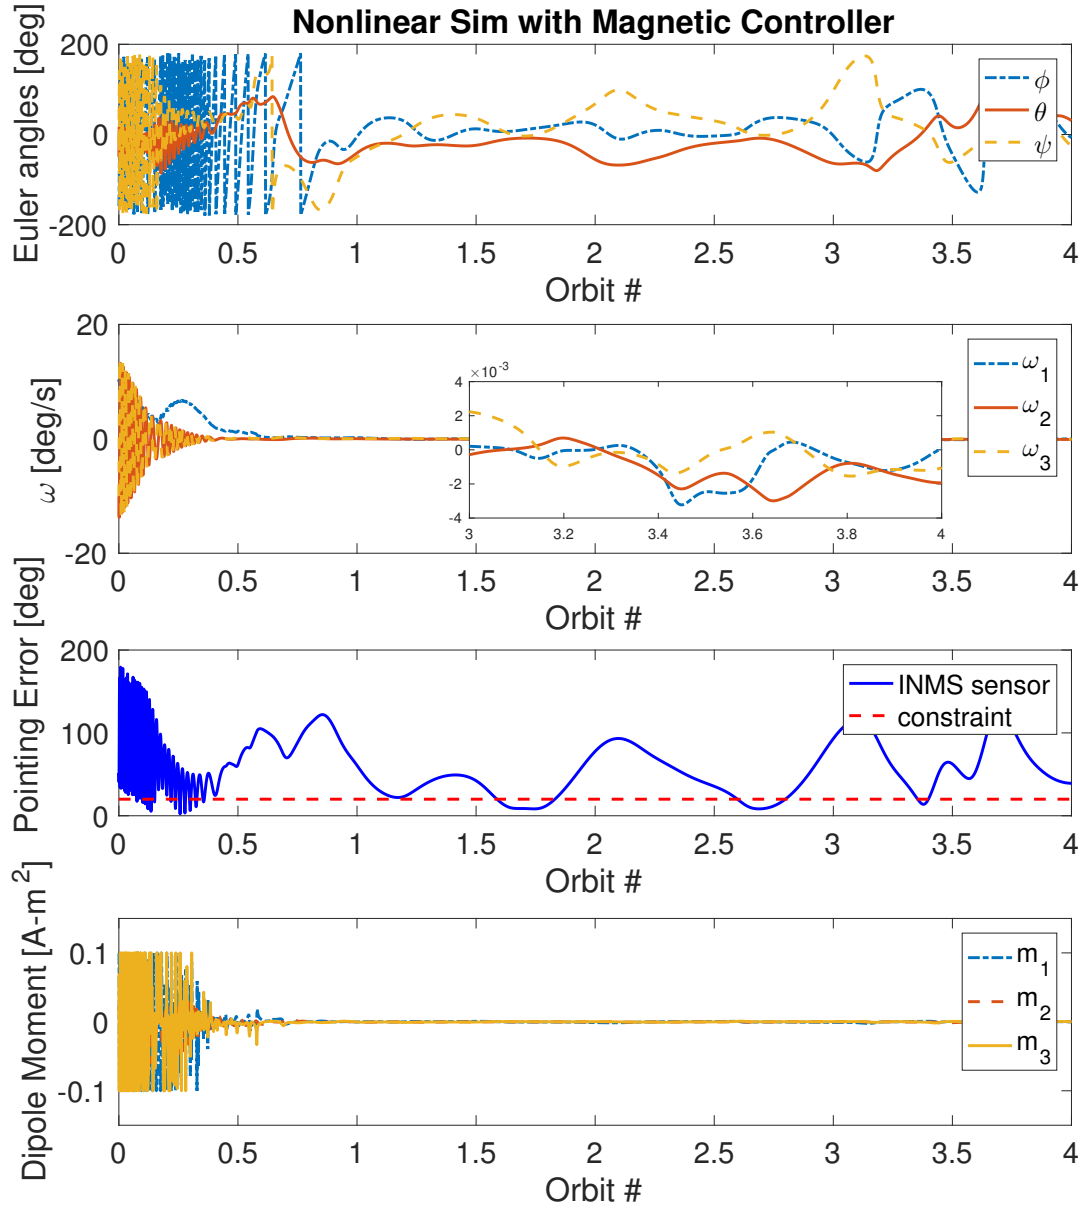 Nonlinear Sim with Magnetic Controller
Euler angles [deg]
200
0
-200
ϕ
θ
ψ
0 0.5 1 1.5 2 2.5 3 3.5 4
Orbit #
ω [deg/s]
20
0
-20
ω1
ω2
ω3
×10-3
4
2
0
-2
-4
3 3.2 3.4 3.6 3.8 4
0 0.5 1 1.5 2 2.5 3 3.5 4
Orbit #
Pointing Error [deg]
200
100
0
INMS sensor
constraint
0 0.5 1 1.5 2 2.5 3 3.5 4
Orbit #
Dipole Moment [A-m2]
0.1
0
-0.1
m1
m2
m3
0 0.5 1 1.5 2 2.5 3 3.5 4
Orbit #